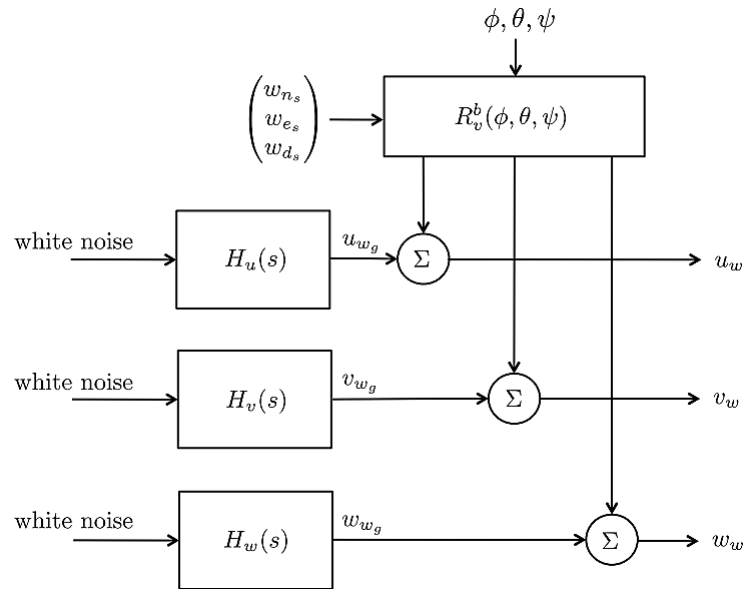 ϕ, θ, ψ
(w_{n_s} w_{e_s} w_{d_s})
R_v^b(ϕ, θ, ψ)
white noise
H_u(s)
u_{w_g}
Σ
u_w
white noise
H_v(s)
v_{w_g}
Σ
v_w
white noise
H_w(s)
w_{w_g}
Σ
w_w